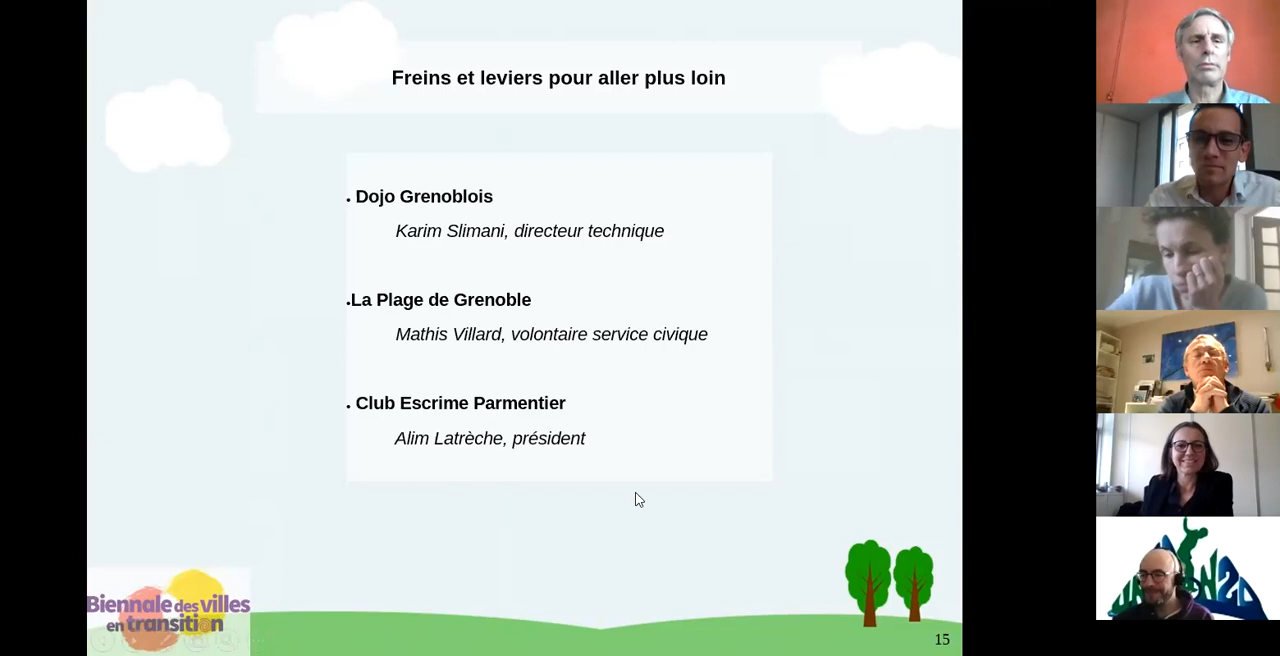 Freins et leviers pour aller plus loin
• Dojo Grenoblois
Karim Slimani, directeur technique
•La Plage de Grenoble
Mathis Villard, volontaire service civique
• Club Escrime Parmentier
Alim Latrèche, président
Biennale des villes
en transition
15